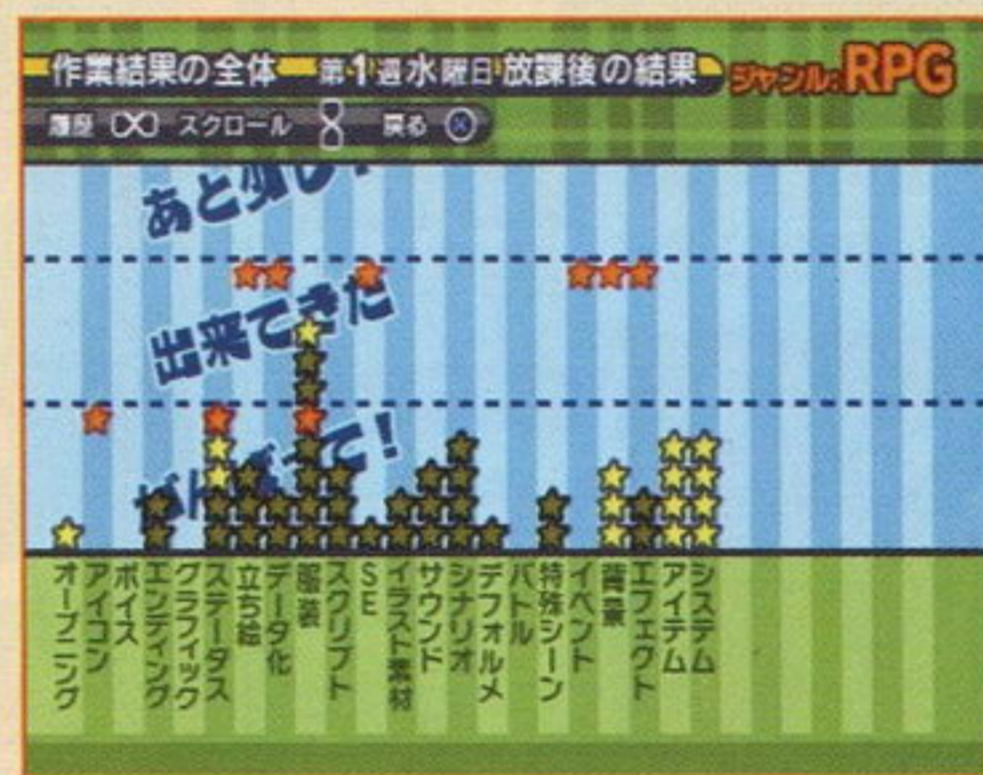 作業結果の全体 第1週水曜日 放課後の結果 ジャンル:RPG
履歴 スクロール 戻る
あと少し!
出来てきた
がんばって!
オープニング
アイコン
ボイス
エンディング
グラフィック
ステータス
立ち絵
データ化
服装
スクリプト
SE
イラスト素材
サウンド
シナリオ
デフォルメ
バトル
特殊シーン
イベント
背景
エフェクト
アイテム
システム